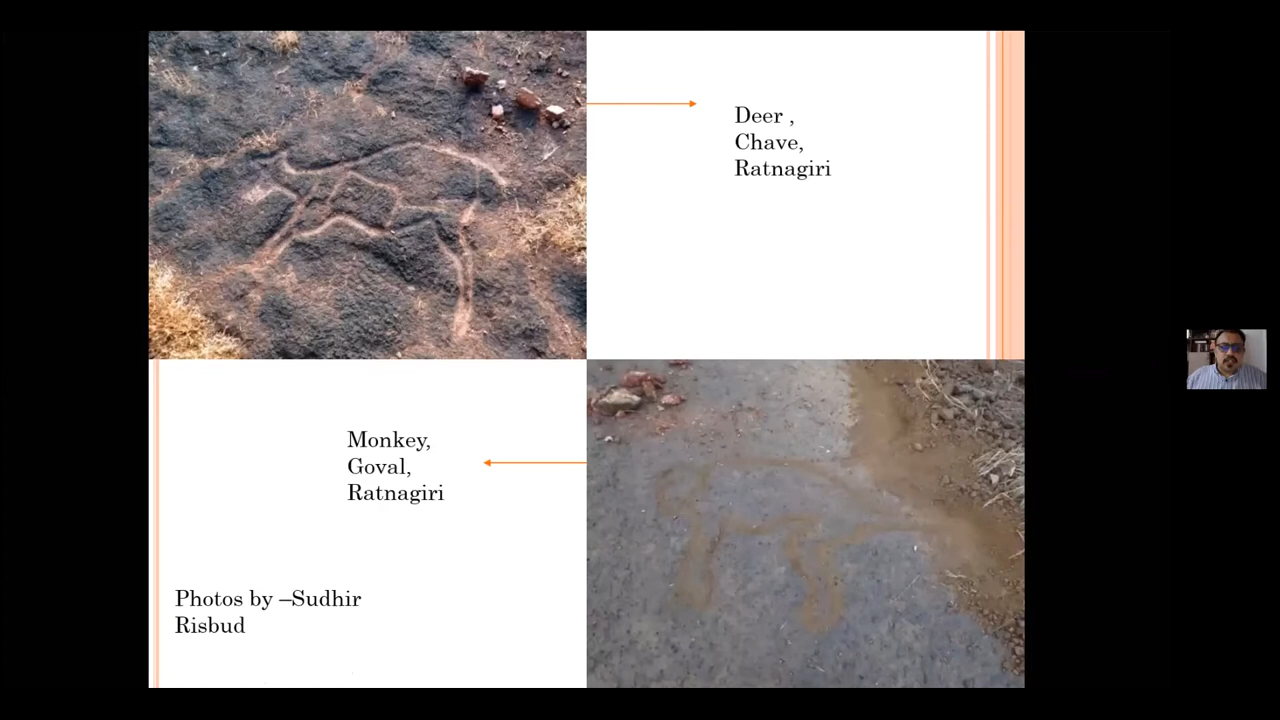 Deer ,
Chave,
Ratnagiri
Monkey,
Goval,
Ratnagiri
Photos by –Sudhir
Risbud